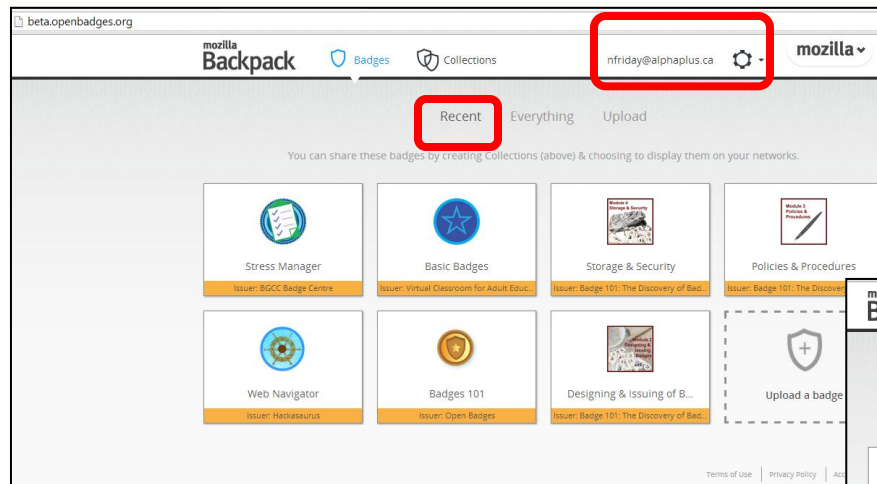 beta.openbadges.org
mozilla
Backpack
Badges
Collections
nfriday@alphaplus.ca
mozilla
Recent
Everything
Upload
You can share these badges by creating Collections (above) & choosing to display them on your networks.
Module 4
Storage & Security
Module 5
Policies &
Procedures
Stress Manager
Basic Badges
Storage & Security
Policies & Procedures
Issuer: BGCC Badge Centre
Issuer: Virtual Classroom for Adult Educ...
Issuer: Badge 101: The Discovery of Bad...
Issuer: Badge 101: The Discovery
Designing &
Issuing
Badges
Web Navigator
Badges 101
Designing & Issuing of B...
Upload a badge
Issuer: Hackasaurus
Issuer: Open Badges
Issuer: Badge 101: The Discovery of Bad...
Terms of Use
Privacy Policy